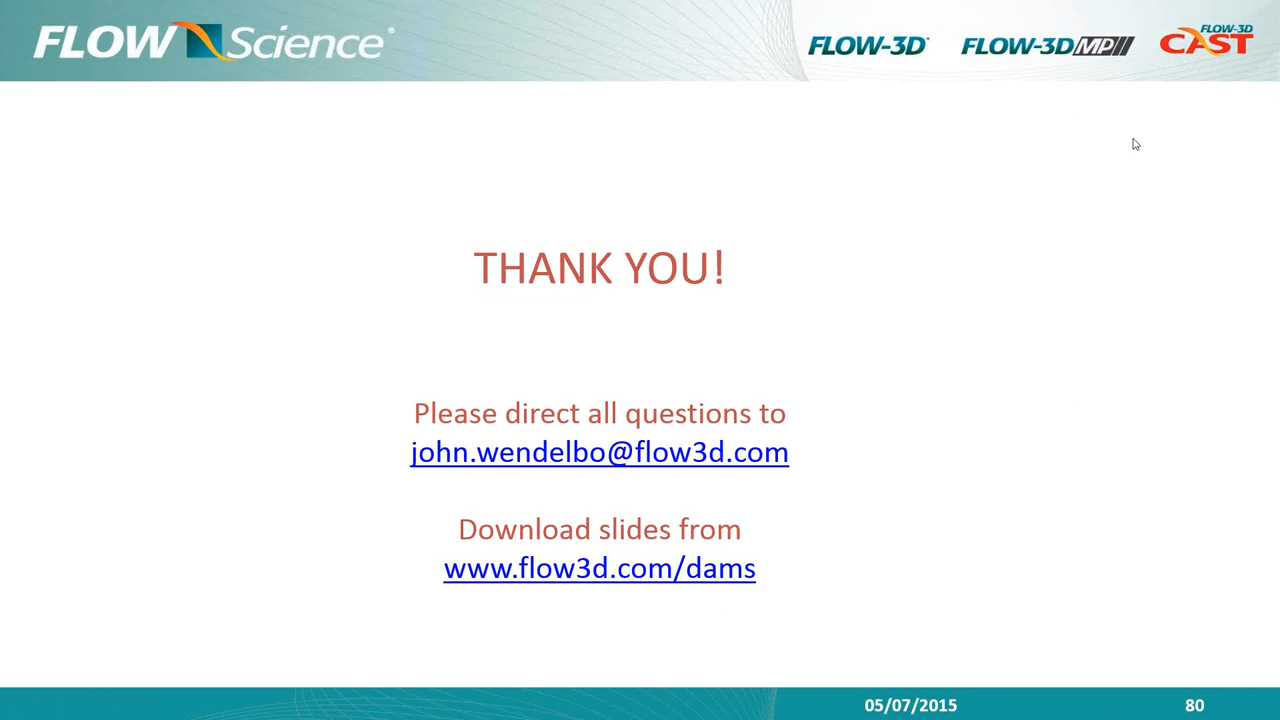 FLOW Science®
FLOW-3D® FLOW-3D MP FLOW-3D CAST
THANK YOU!
Please direct all questions to
john.wendelbo@flow3d.com
Download slides from
www.flow3d.com/dams
05/07/2015 80